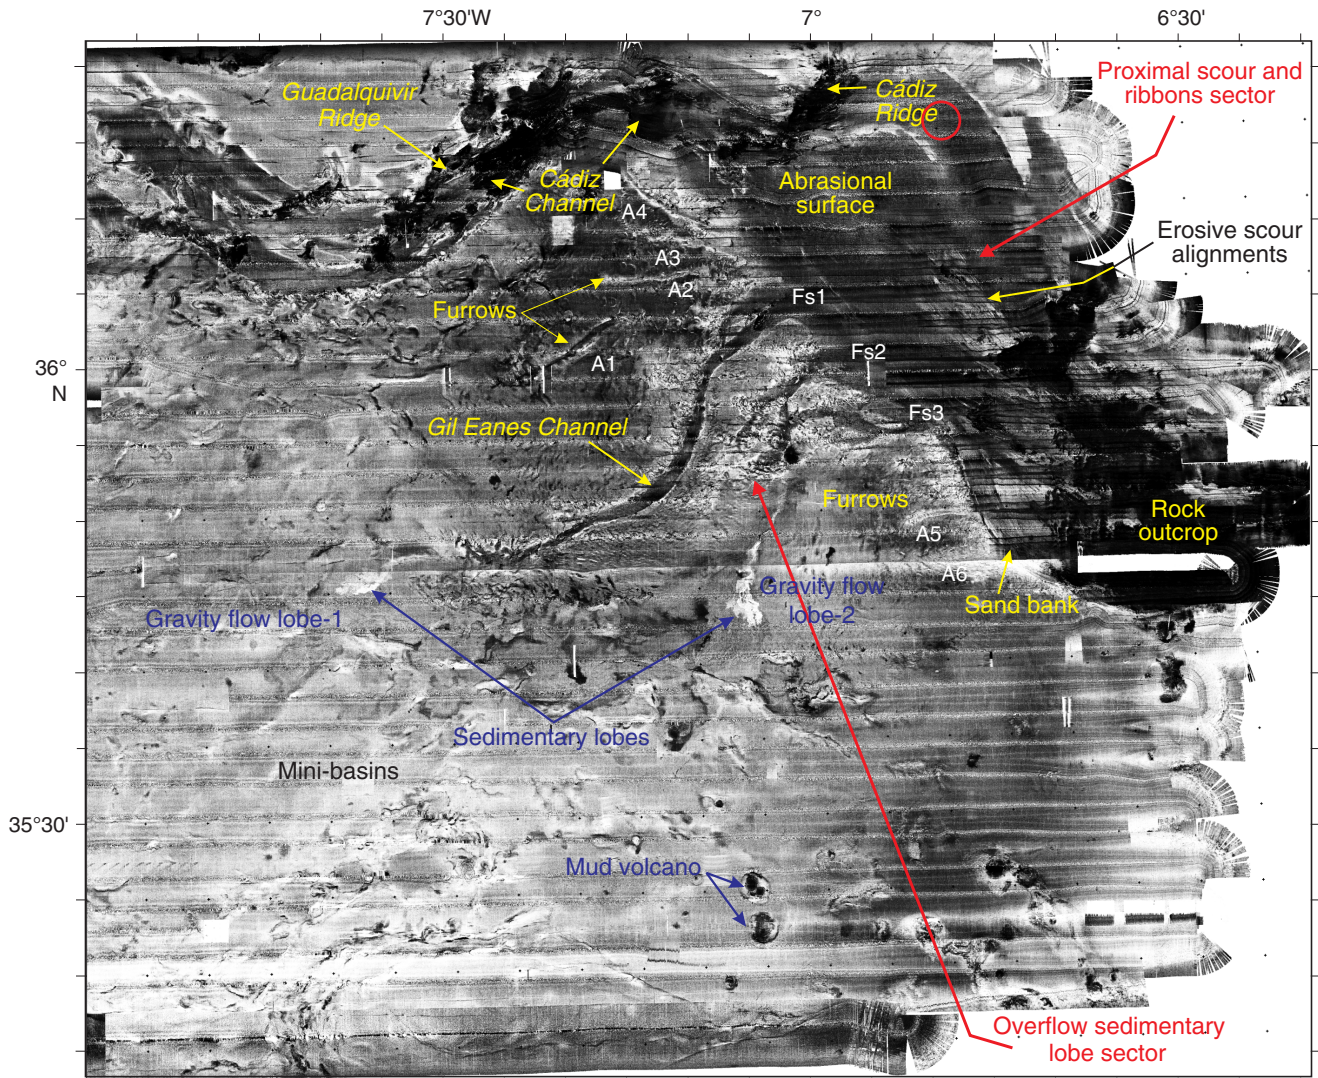 7°30'W
7°
6°30'
Guadalquivir
Ridge
Cádiz
Ridge
Proximal scour and
ribbons sector
Cádiz
Channel
Abrasional
surface
A4
Erosive scour
alignments
A3
A2
Fs1
Furrows
Fs2
A1
36°
N
Fs3
Gil Eanes Channel
Furrows
Rock
outcrop
A5
A6
Gravity flow lobe-1
Gravity flow
lobe-2
Sand bank
Sedimentary lobes
Mini-basins
35°30'
Mud volcano
Overflow sedimentary
lobe sector